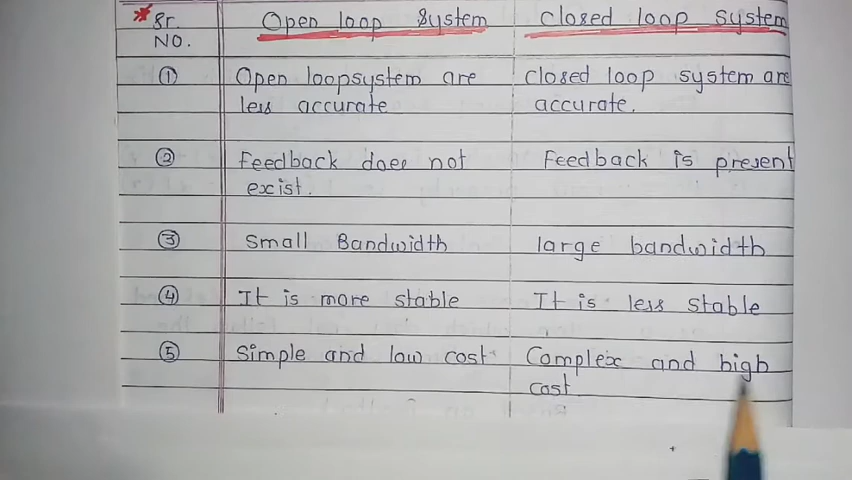 Sr. Open loop System Closed loop System
NO.
① Open loopsystem are closed loop system are
less accurate accurate.
② Feedback does not Feedback is present
exist.
③ Small Bandwidth large bandwidth
④ It is more stable It is less stable
⑤ Simple and low cost Complex and high
cost